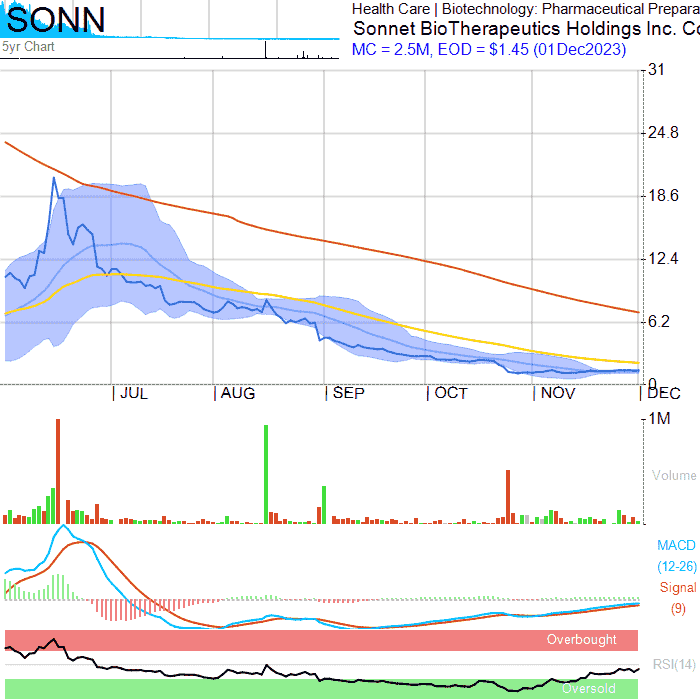 SONN
5yr Chart
Health Care | Biotechnology: Pharmaceutical Prepara
Sonnet BioTherapeutics Holdings Inc. Co
MC = 2.5M, EOD = $1.45 (01Dec2023)
31
24.8
18.6
12.4
6.2
0
JUL
AUG
SEP
OCT
NOV
DEC
1M
Volume
MACD
(12-26)
Signal
(9)
Overbought
RSI(14)
Oversold